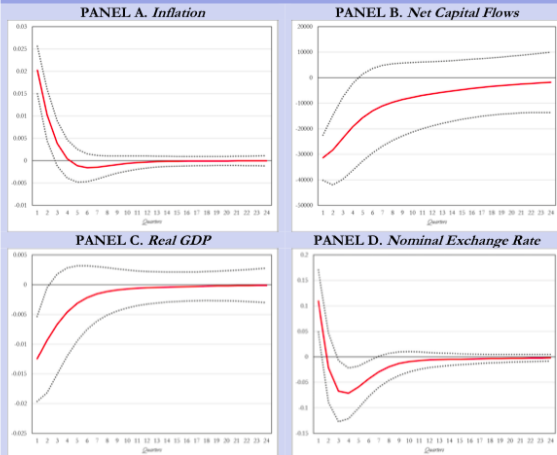 PANEL A. Inflation
0.03
0.025
0.02
0.015
0.01
0.005
0
-0.005
-0.01
1 2 3 4 5 6 7 8 9 10 11 12 13 14 15 16 17 18 19 20 21 22 23 24
Quarters
PANEL B. Net Capital Flows
20000
10000
0
-10000
-20000
-30000
-40000
-50000
1 2 3 4 5 6 7 8 9 10 11 12 13 14 15 16 17 18 19 20 21 22 23 24
Quarters
PANEL C. Real GDP
0.005
0
-0.005
-0.01
-0.015
-0.02
-0.025
1 2 3 4 5 6 7 8 9 10 11 12 13 14 15 16 17 18 19 20 21 22 23 24
Quarters
PANEL D. Nominal Exchange Rate
0.2
0.15
0.1
0.05
0
-0.05
-0.1
-0.15
1 2 3 4 5 6 7 8 9 10 11 12 13 14 15 16 17 18 19 20 21 22 23 24
Quarters